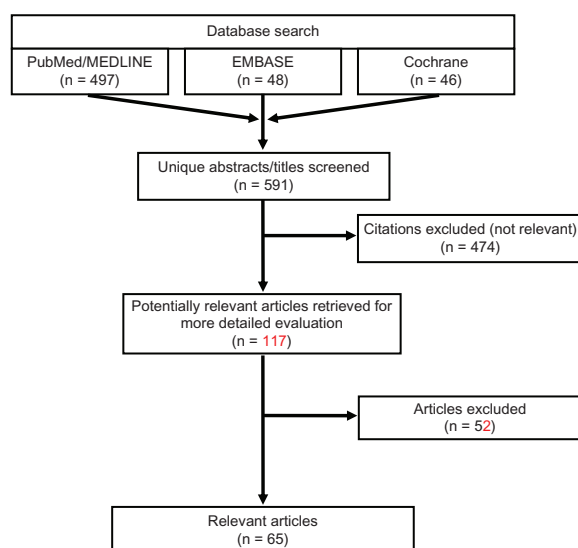 Database search
PubMed/MEDLINE
(n = 497)
EMBASE
(n = 48)
Cochrane
(n = 46)
Unique abstracts/titles screened
(n = 591)
Citations excluded (not relevant)
(n = 474)
Potentially relevant articles retrieved for
more detailed evaluation
(n = 117)
Articles excluded
(n = 52)
Relevant articles
(n = 65)